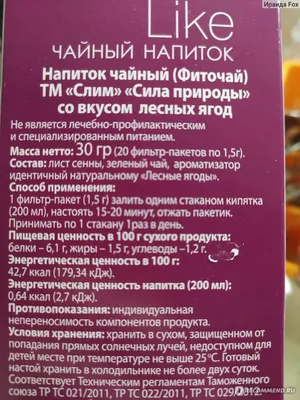 Иранда Fox
Like
ЧАЙНЫЙ НАПИТОК
Напиток чайный (Фиточай)
ТМ «Слим» «Сила природы»
со вкусом лесных ягод
Не является лечебно-профилактическим
и специализированным питанием.
Масса нетто: 30 гр (20 фильтр-пакетов по 1,5г).
Состав: лист сенны, зеленый чай, ароматизатор
идентичный натуральному «Лесные ягоды».
Способ применения:
1 фильтр-пакет (1,5 г) залить одним стаканом кипятка
(200 мл), настоять 15-20 минут, отжать пакетик.
Принимать по 1 стакану 1раз в день.
Пищевая ценность в 100 г сухого продукта:
белки – 6,1 г, жиры – 1,5 г, углеводы –1,2 г.
Энергетическая ценность в 100 г:
42,7 ккал (179,34 кДж).
Энергетическая ценность напитка (200 мл):
0,64 ккал (2,7 кДж).
Противопоказания: индивидуальная
непереносимость компонентов продукта.
Условия хранения: хранить в сухом, защищенном от
попадания прямых солнечных лучей, недоступном для
детей месте при температуре не выше 25°С. Готовый
настой хранить в холодильнике не более двух суток.
Соответствует Техническим регламентам Таможенного
союза ТР ТС 021/2011, ТР ТС 022/2011, ТР ТС 029/